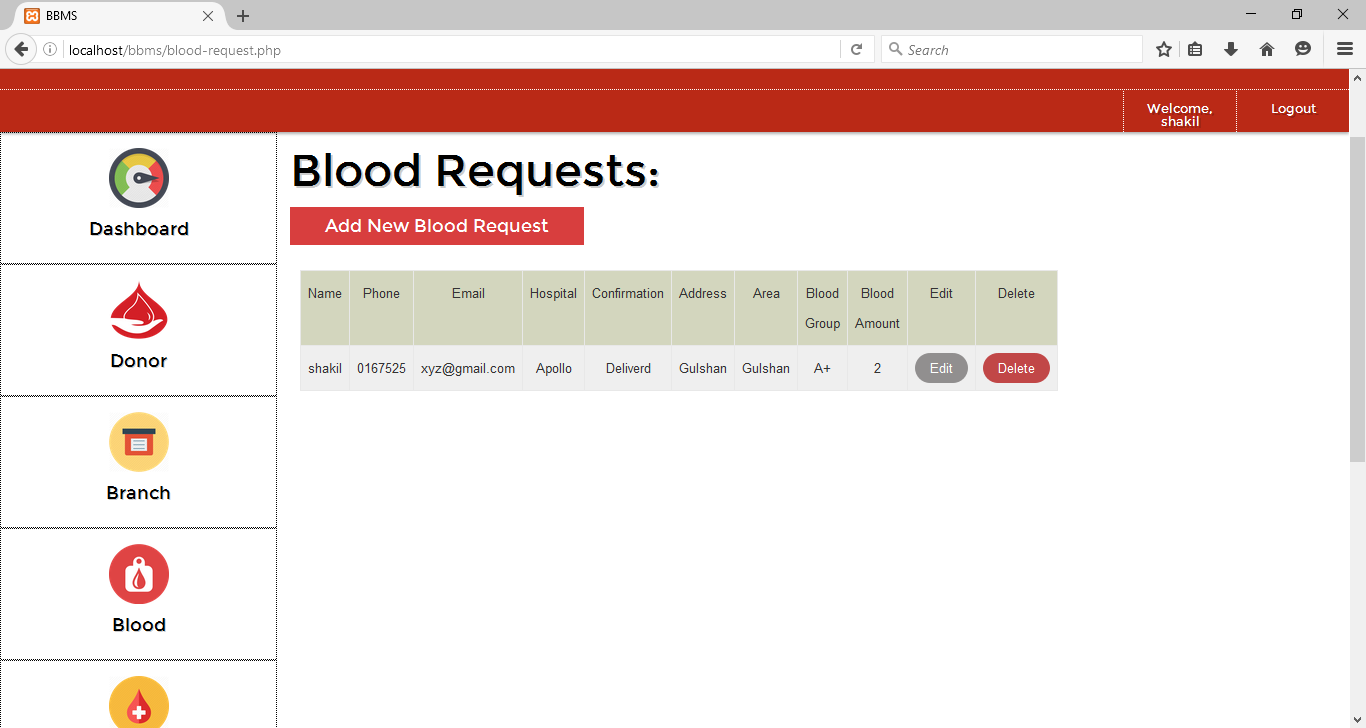 BBMS
localhost/bbms/blood-request.php
Search
Welcome,
shakil
Logout
Dashboard
Donor
Branch
Blood
Blood Requests:
Add New Blood Request
Name Phone Email Hospital Confirmation Address Area Blood Group Blood Amount Edit Delete
shakil 0167525 xyz@gmail.com Apollo Deliverd Gulshan Gulshan A+ 2 Edit Delete